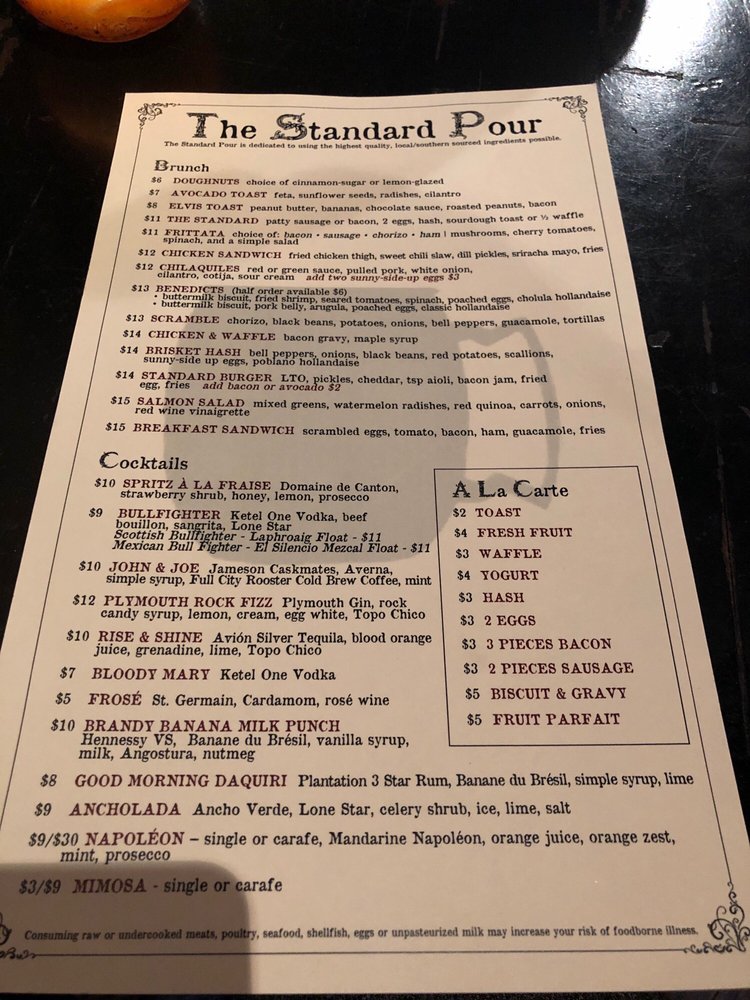 The Standard Pour
The Standard Pour is dedicated to using the highest quality, local/southern sourced ingredients possible.
Brunch
$6 DOUGHNUTS choice of cinnamon-sugar or lemon-glazed
$7 AVOCADO TOAST feta, sunflower seeds, radishes, cilantro
$8 ELVIS TOAST peanut butter, bananas, chocolate sauce, roasted peanuts, bacon
$11 THE STANDARD patty sausage or bacon, 2 eggs, hash, sourdough toast or ½ waffle
$11 FRITTATA choice of: bacon • sausage • chorizo • ham | mushrooms, cherry tomatoes,
spinach, and a simple salad
$12 CHICKEN SANDWICH fried chicken thigh, sweet chili slaw, dill pickles, sriracha mayo, fries
$12 CHILAQUILES red or green sauce, pulled pork, white onion,
cilantro, cotija, sour cream add two sunny-side-up eggs $3
$13 BENEDICTS (half order available $6)
• buttermilk biscuit, fried shrimp, seared tomatoes, spinach, poached eggs, cholula hollandaise
• buttermilk biscuit, pork belly, arugula, poached eggs, classic hollandaise
$13 SCRAMBLE chorizo, black beans, potatoes, onions, bell peppers, guacamole, tortillas
$14 CHICKEN & WAFFLE bacon gravy, maple syrup
$14 BRISKET HASH bell peppers, onions, black beans, red potatoes, scallions,
sunny-side up eggs, poblano hollandaise
$14 STANDARD BURGER LTO, pickles, cheddar, tsp aioli, bacon jam, fried
egg, fries add bacon or avocado $2
$15 SALMON SALAD mixed greens, watermelon radishes, red quinoa, carrots, onions,
red wine vinaigrette
$15 BREAKFAST SANDWICH scrambled eggs, tomato, bacon, ham, guacamole, fries
Cocktails
$10 SPRITZ À LA FRAISE Domaine de Canton,
strawberry shrub, honey, lemon, prosecco
$9 BULLFIGHTER Ketel One Vodka, beef
bouillon, sangrita, Lone Star
Scottish Bullfighter - Laphroaig Float - $11
Mexican Bull Fighter - El Silencio Mezcal Float - $11
$10 JOHN & JOE Jameson Caskmates, Averna,
simple syrup, Full City Rooster Cold Brew Coffee, mint
$12 PLYMOUTH ROCK FIZZ Plymouth Gin, rock
candy syrup, lemon, cream, egg white, Topo Chico
$10 RISE & SHINE Avión Silver Tequila, blood orange
juice, grenadine, lime, Topo Chico
$7 BLOODY MARY Ketel One Vodka
$5 FROSÉ St. Germain, Cardamom, rosé wine
$10 BRANDY BANANA MILK PUNCH
Hennessy VS, Banane du Brésil, vanilla syrup,
milk, Angostura, nutmeg
$8 GOOD MORNING DAQUIRI Plantation 3 Star Rum, Banane du Brésil, simple syrup, lime
$9 ANCHOLADA Ancho Verde, Lone Star, celery shrub, ice, lime, salt
$9/$30 NAPOLÉON – single or carafe, Mandarine Napoléon, orange juice, orange zest,
mint, prosecco
$3/$9 MIMOSA - single or carafe
A La Carte
$2 TOAST
$4 FRESH FRUIT
$3 WAFFLE
$4 YOGURT
$3 HASH
$3 2 EGGS
$3 3 PIECES BACON
$3 2 PIECES SAUSAGE
$5 BISCUIT & GRAVY
$5 FRUIT PARFAIT
Consuming raw or undercooked meats, poultry, seafood, shellfish, eggs or unpasteurized milk may increase your risk of foodborne illness.